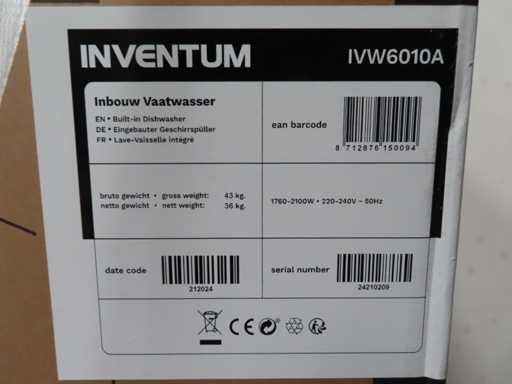 INVENTUM
IVW6010A
Inbouw Vaatwasser
EN • Built-in Dishwasher
DE • Eingebauter Geschirrspüller
FR • Lave-Vaisselle intégré
ean barcode
8 712876 150094
bruto gewicht • gross weight: 43 kg.
netto gewicht • nett weight: 36 kg.
1760-2100W • 220-240V – 50Hz
date code
212024
serial number
24210209
CE